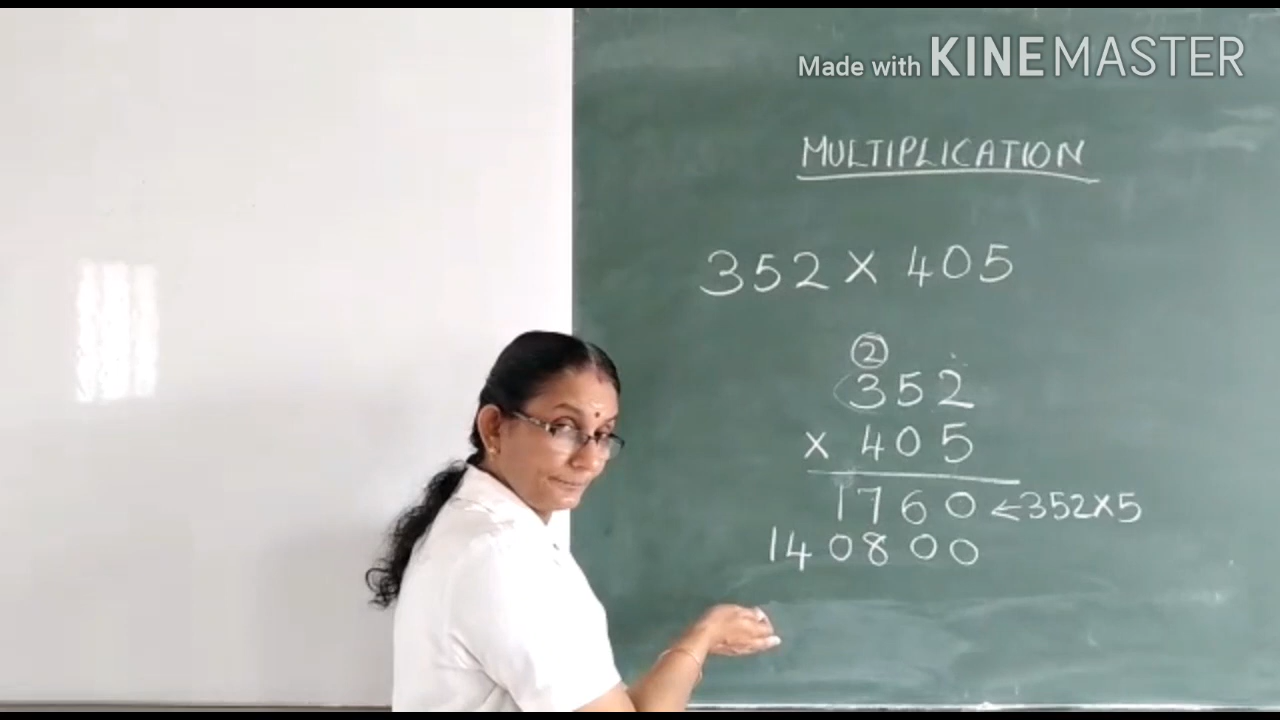 Made with KINEMASTER
MULTIPLICATION
352 X 405
2
352
X 405
1760 ←352X5
140800